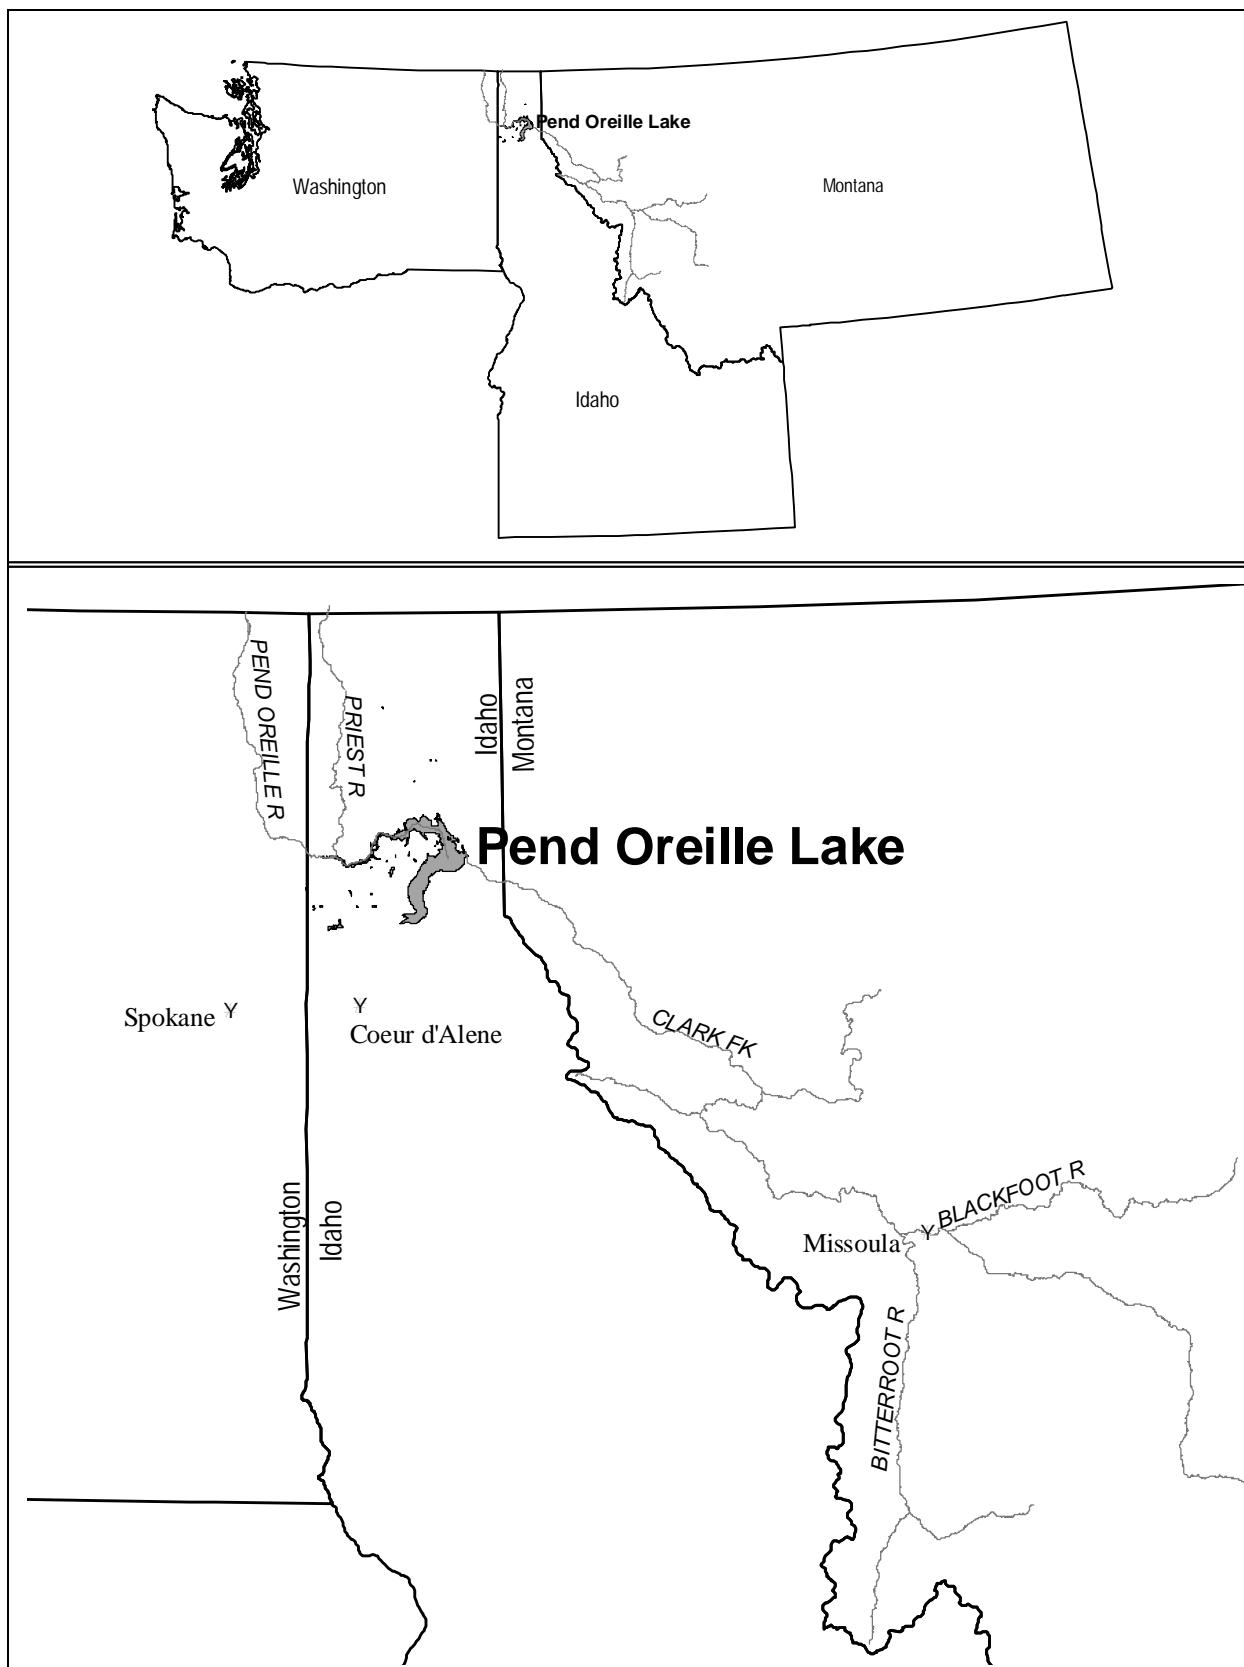 Pend Oreille Lake
Washington
Montana
Idaho
PEND OREILLE R
PRIEST R
Idaho
Montana
Pend Oreille Lake
Spokane
Coeur d'Alene
CLARK FK
Washington
Idaho
BLACKFOOT R
Missoula
BITTERROOT R